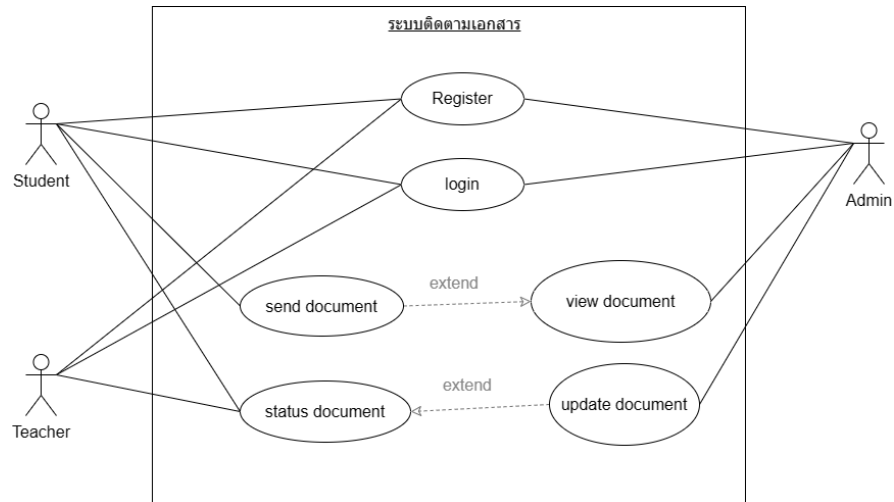 ระบบติดตามเอกสาร
Register
Student
login
Admin
extend
send document
view document
extend
status document
update document
Teacher